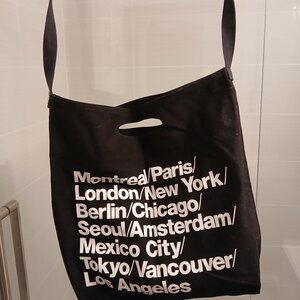 Montreal/Paris/
London/New York/
Berlin/Chicago/
Seoul/Amsterdam/
Mexico City/
Tokyo/Vancouver/
Los Angeles